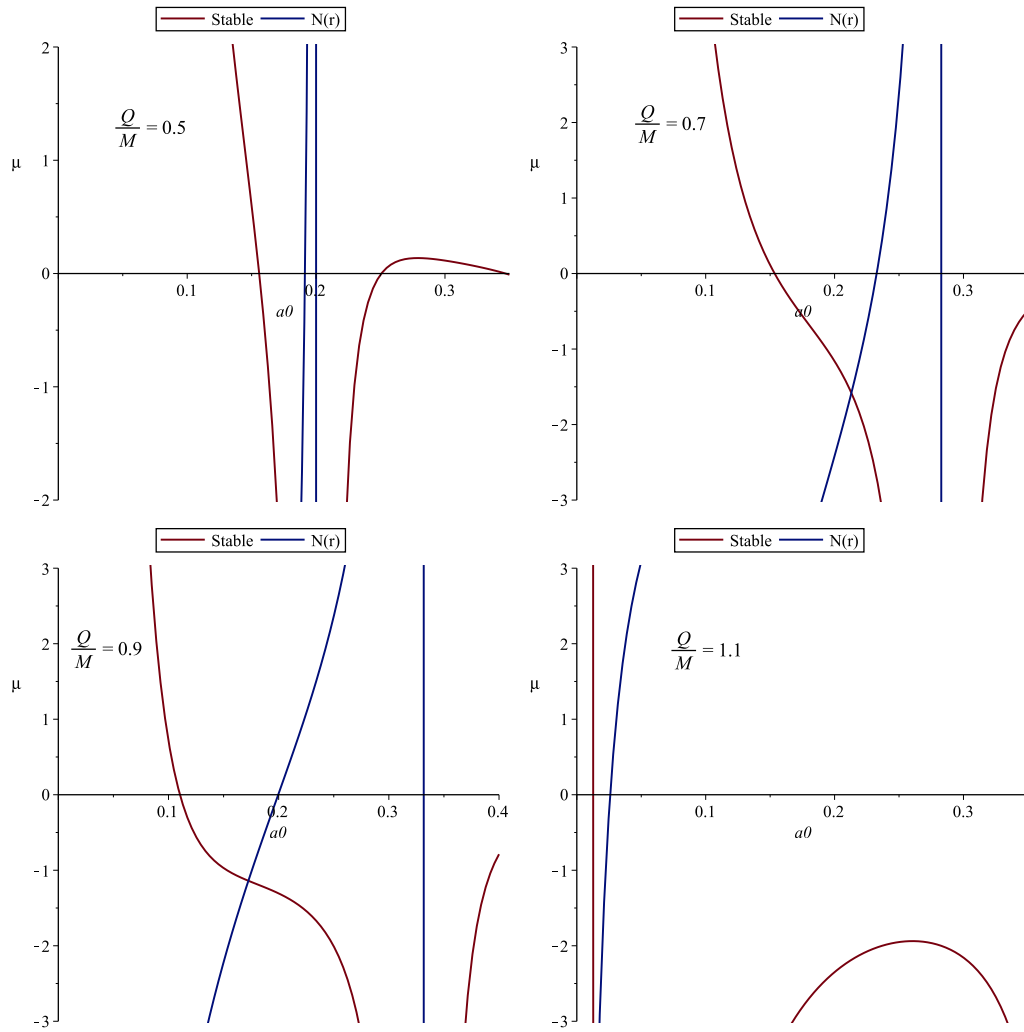 Stable N(r)
2
Q/M = 0.5
1
μ
0
0.1 0.2 0.3
a0
-1
-2
Stable N(r)
3
Q/M = 0.7
2
μ
1
0
0.1 0.2 0.3
a0
-1
-2
-3
Stable N(r)
3
Q/M = 0.9
2
μ
1
0
0.1 0.2 0.3 0.4
a0
-1
-2
-3
Stable N(r)
3
Q/M = 1.1
2
μ
1
0
0.1 0.2 0.3
a0
-1
-2
-3